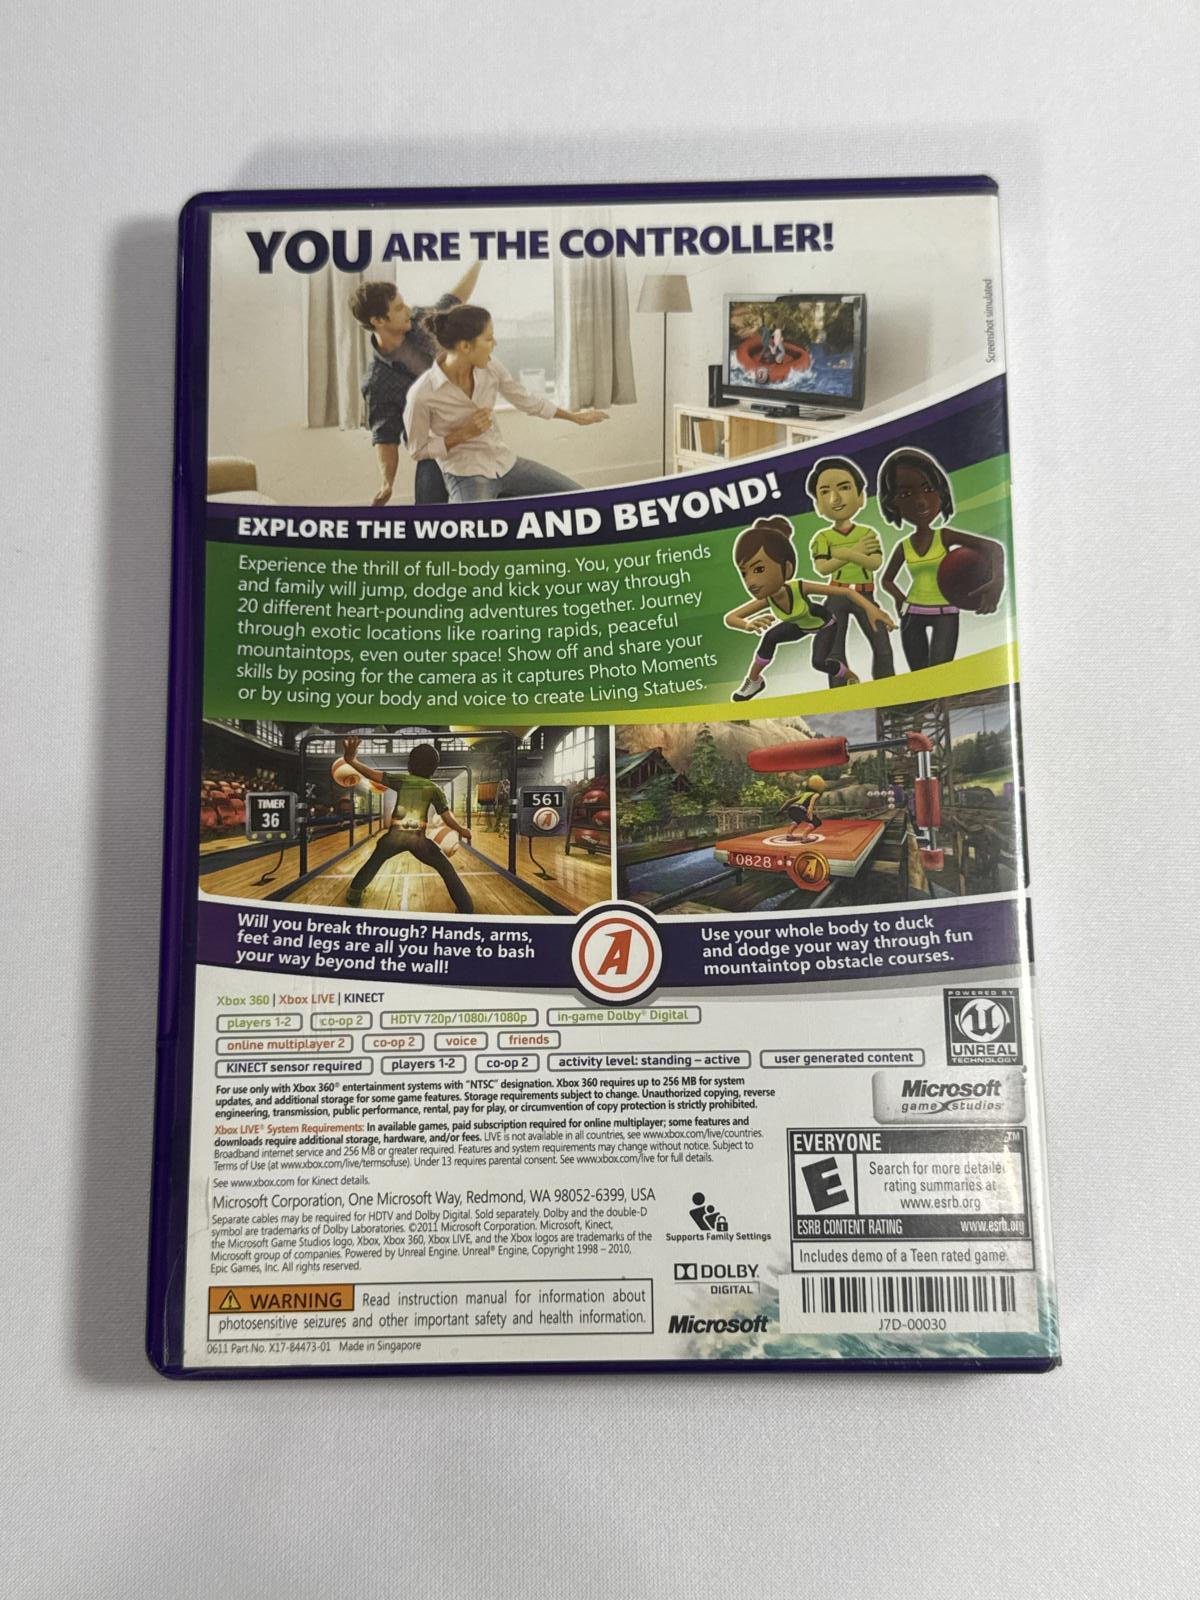 YOU ARE THE CONTROLLER!
Screenshot simulated
EXPLORE THE WORLD AND BEYOND!
Experience the thrill of full-body gaming. You, your friends
and family will jump, dodge and kick your way through
20 different heart-pounding adventures together. Journey
through exotic locations like roaring rapids, peaceful
mountaintops, even outer space! Show off and share your
skills by posing for the camera as it captures Photo Moments
or by using your body and voice to create Living Statues.
TIMER
36
561
A
0828
A
Will you break through? Hands, arms,
feet and legs are all you have to bash
your way beyond the wall!
A
Use your whole body to duck
and dodge your way through fun
mountaintop obstacle courses.
Xbox 360 | Xbox LIVE | KINECT
players 1-2 co-op 2 HDTV 720p/1080i/1080p in-game Dolby® Digital
online multiplayer 2 co-op 2 voice friends
KINECT sensor required players 1-2 co-op 2 activity level: standing – active user generated content
POWERED BY
UNREAL
TECHNOLOGY
For use only with Xbox 360® entertainment systems with "NTSC" designation. Xbox 360 requires up to 256 MB for system
updates, and additional storage for some game features. Storage requirements subject to change. Unauthorized copying, reverse
engineering, transmission, public performance, rental, pay for play, or circumvention of copy protection is strictly prohibited.
Xbox LIVE® System Requirements: In available games, paid subscription required for online multiplayer; some features and
downloads require additional storage, hardware, and/or fees. LIVE is not available in all countries, see www.xbox.com/live/countries.
Broadband internet service and 256 MB or greater required. Features and system requirements may change without notice. Subject to
Terms of Use (at www.xbox.com/live/termsofuse). Under 13 requires parental consent. See www.xbox.com/live for full details.
See www.xbox.com for Kinect details.
Microsoft Corporation, One Microsoft Way, Redmond, WA 98052-6399, USA
Separate cables may be required for HDTV and Dolby Digital. Sold separately. Dolby and the double-D
symbol are trademarks of Dolby Laboratories. ©2011 Microsoft Corporation. Microsoft, Kinect,
the Microsoft Game Studios logo, Xbox, Xbox 360, Xbox LIVE, and the Xbox logos are trademarks of the
Microsoft group of companies. Powered by Unreal Engine. Unreal® Engine, Copyright 1998 – 2010,
Epic Games, Inc. All rights reserved.
WARNING Read instruction manual for information about
photosensitive seizures and other important safety and health information.
0611 Part No. X17-84473-01 Made in Singapore
Supports Family Settings
DOLBY.
DIGITAL
Microsoft
Microsoft
game studios
EVERYONE
TM
E
Search for more detailed
rating summaries at
www.esrb.org
ESRB CONTENT RATING www.esrb.org
Includes demo of a Teen rated game.
J7D-00030